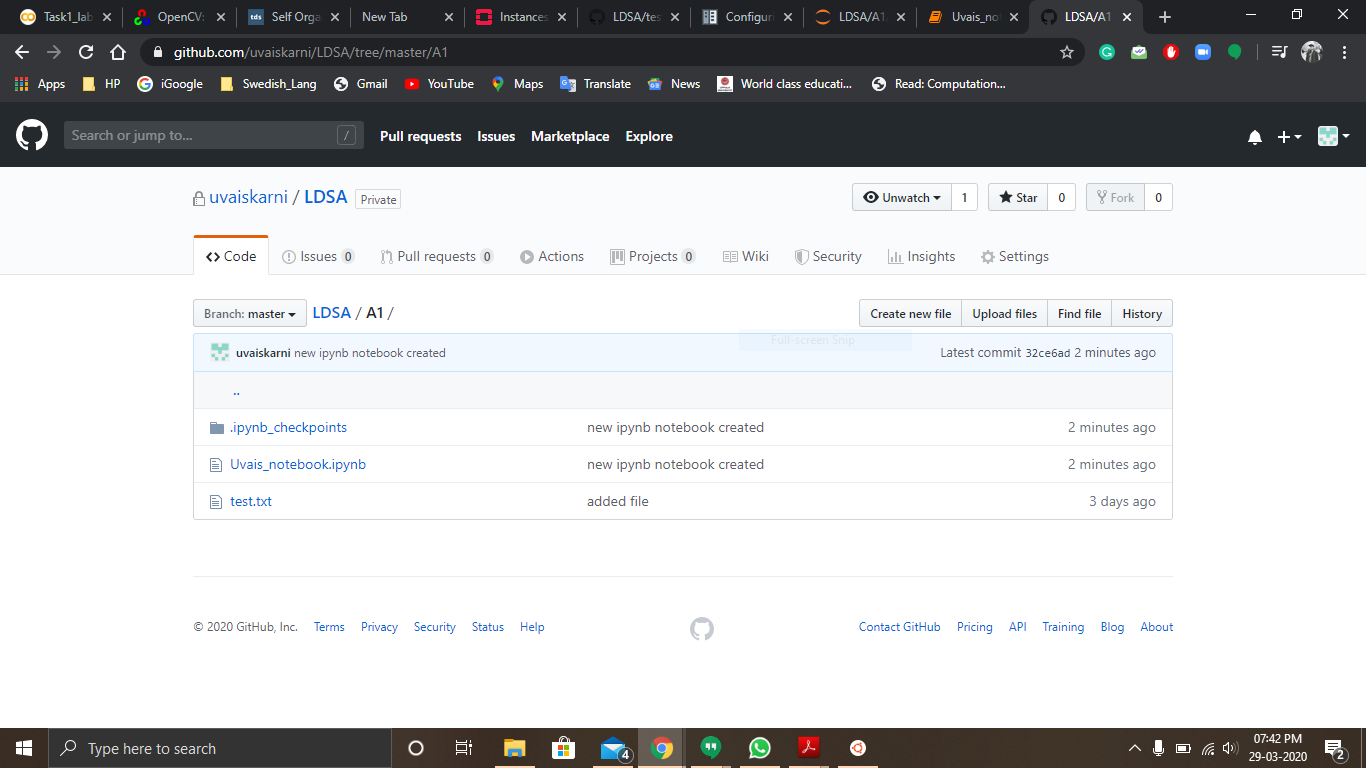 Task1_lab OpenCV: Self Orga New Tab Instances LDSA/tes Configuri LDSA/A1 Uvais_not LDSA/A1
github.com/uvaiskarni/LDSA/tree/master/A1
Apps HP iGoogle Swedish_Lang Gmail YouTube Maps Translate News World class educati... Read: Computation...
Search or jump to... / Pull requests Issues Marketplace Explore
uvaiskarni / LDSA Private Unwatch 1 Star 0 Fork 0
Code Issues 0 Pull requests 0 Actions Projects 0 Wiki Security Insights Settings
Branch: master LDSA / A1 / Create new file Upload files Find file History
Full-screen Snip
uvaiskarni new ipynb notebook created Latest commit 32ce6ad 2 minutes ago
..
.ipynb_checkpoints new ipynb notebook created 2 minutes ago
Uvais_notebook.ipynb new ipynb notebook created 2 minutes ago
test.txt added file 3 days ago
© 2020 GitHub, Inc. Terms Privacy Security Status Help Contact GitHub Pricing API Training Blog About
Type here to search 4 07:42 PM
29-03-2020 2